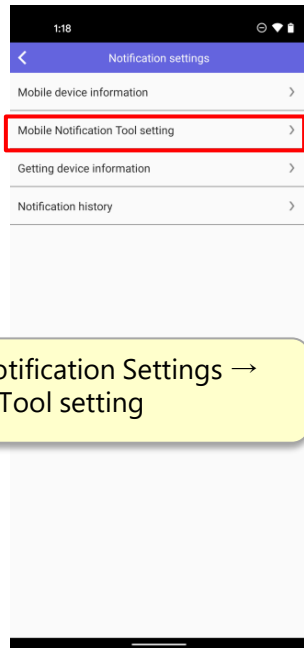 1:18
Notification settings
Mobile device information
Mobile Notification Tool setting
Getting device information
Notification history
otification Settings →
Tool setting